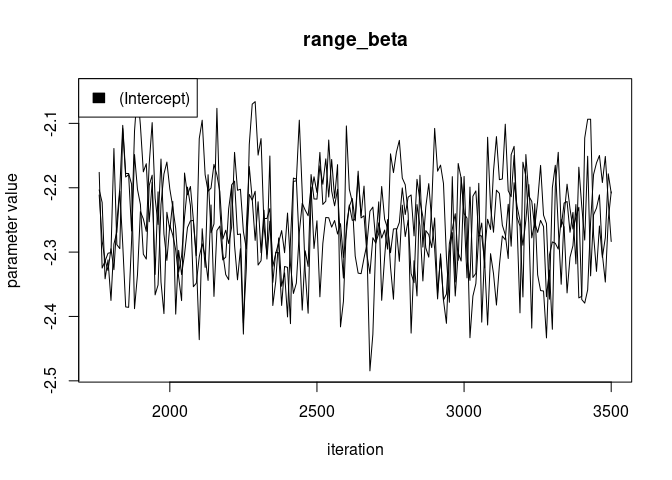 range_beta
(Intercept)
parameter value
-2.1
-2.2
-2.3
-2.4
-2.5
2000
2500
3000
3500
iteration